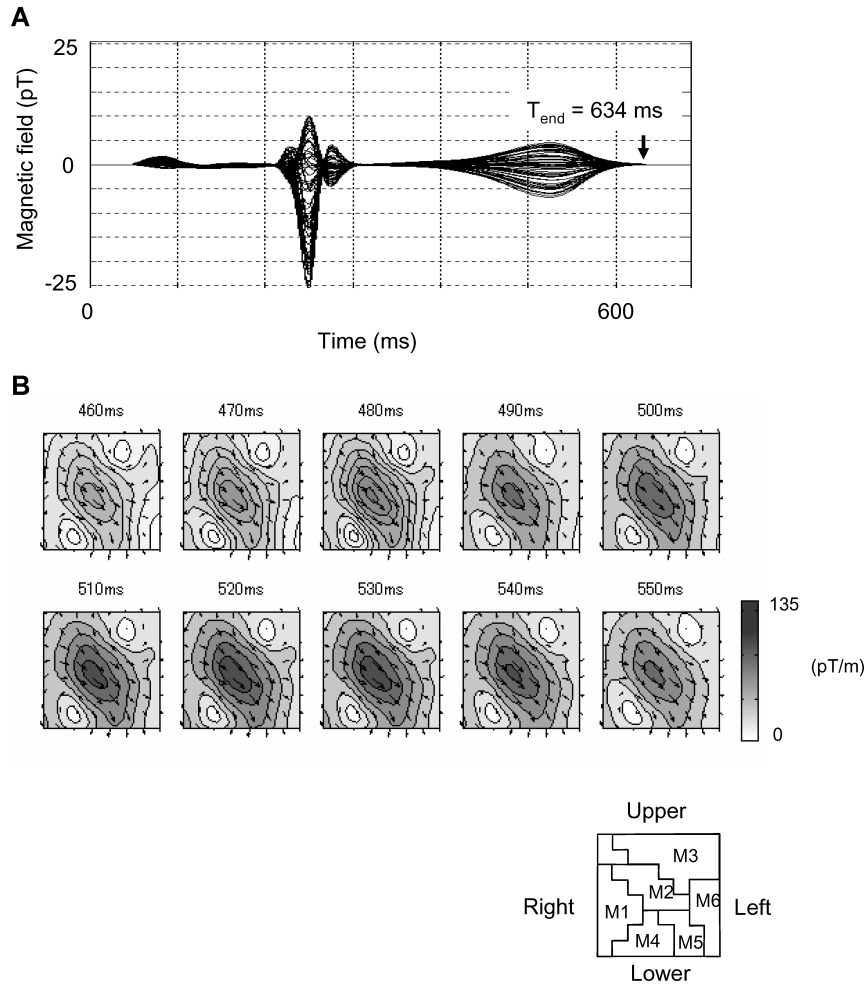 A
25
Magnetic field (pT)
T end = 634 ms
0
-25
0
600
Time (ms)
B
460ms 470ms 480ms 490ms 500ms
510ms 520ms 530ms 540ms 550ms
135
(pT/m)
0
Upper
M3
M2
M6
Right
M1
Left
M4
M5
Lower